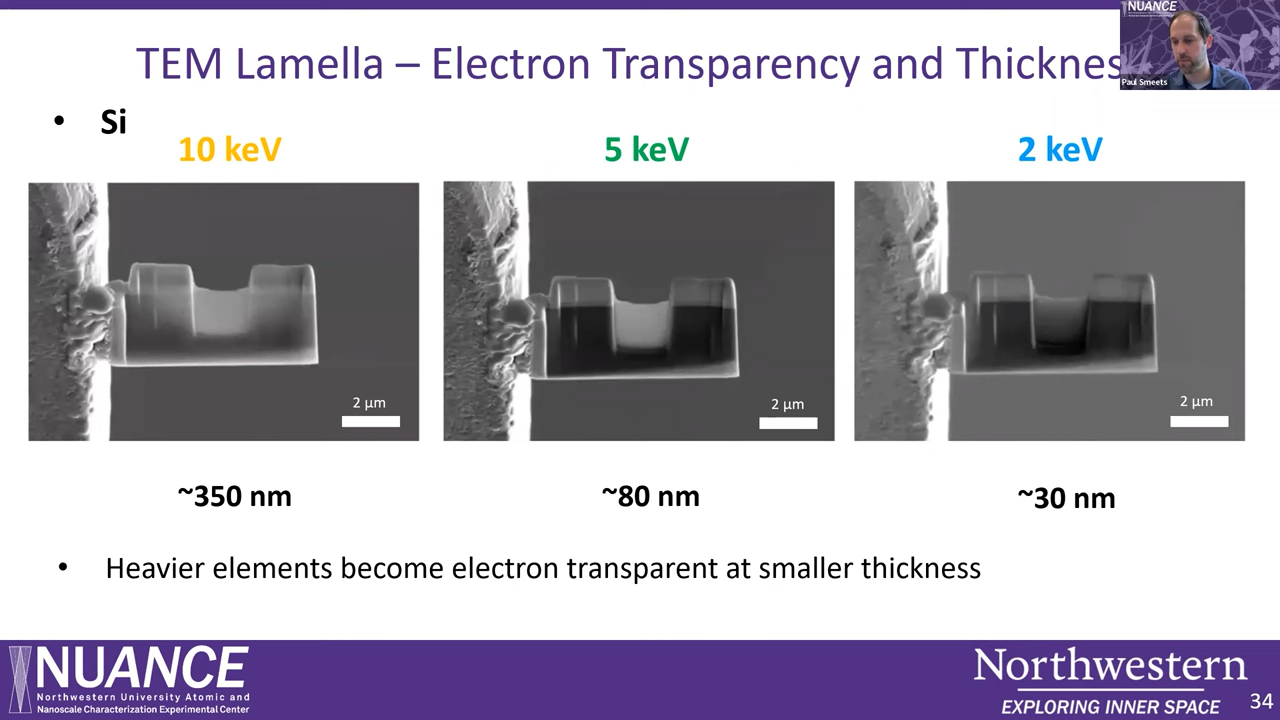 NUANCE
Paul Smeets
TEM Lamella – Electron Transparency and Thicknes
• Si
10 keV
5 keV
2 keV
2 µm
2 µm
2 µm
~350 nm
~80 nm
~30 nm
• Heavier elements become electron transparent at smaller thickness
NUANCE
Northwestern University Atomic and
Nanoscale Characterization Experimental Center
Northwestern
EXPLORING INNER SPACE
34